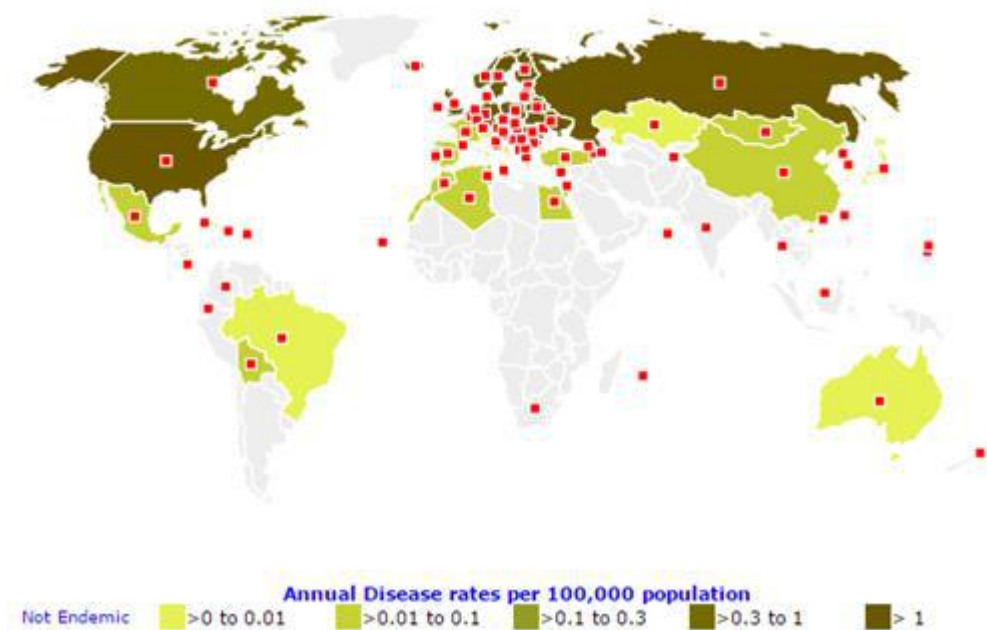 Annual Disease rates per 100,000 population
Not Endemic >0 to 0.01 >0.01 to 0.1 >0.1 to 0.3 >0.3 to 1 > 1